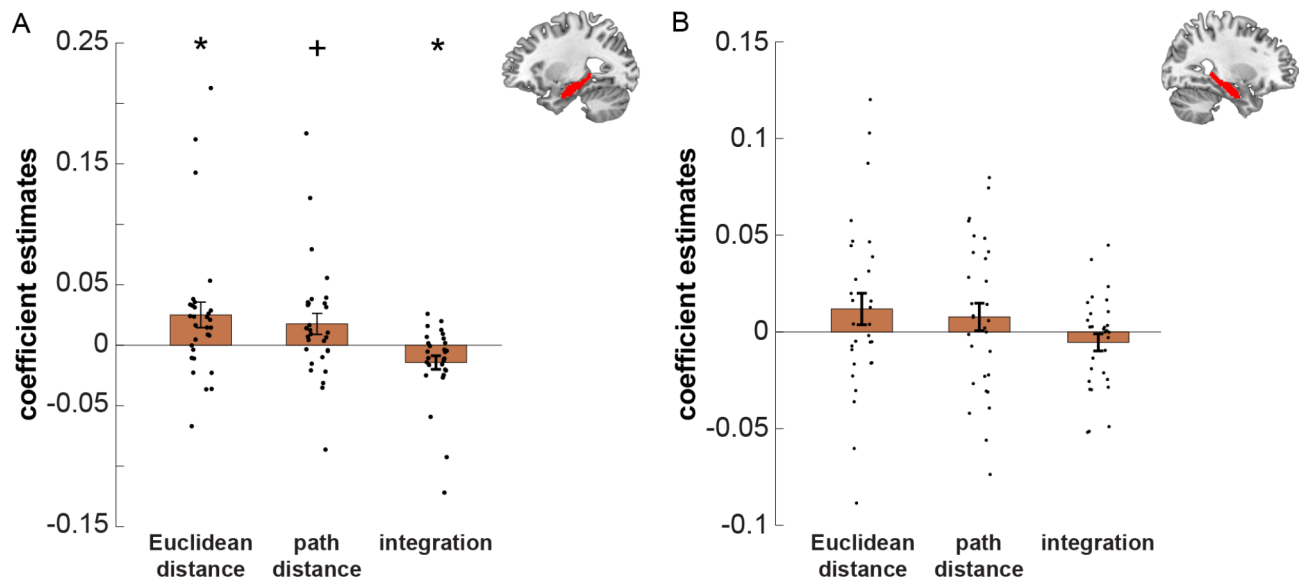 A
coefficient estimates
0.25
0.15
0.05
0
-0.05
-0.15
*
+
*
Euclidean
distance
path
distance
integration
B
coefficient estimates
0.15
0.1
0.05
0
-0.05
-0.1
Euclidean
distance
path
distance
integration